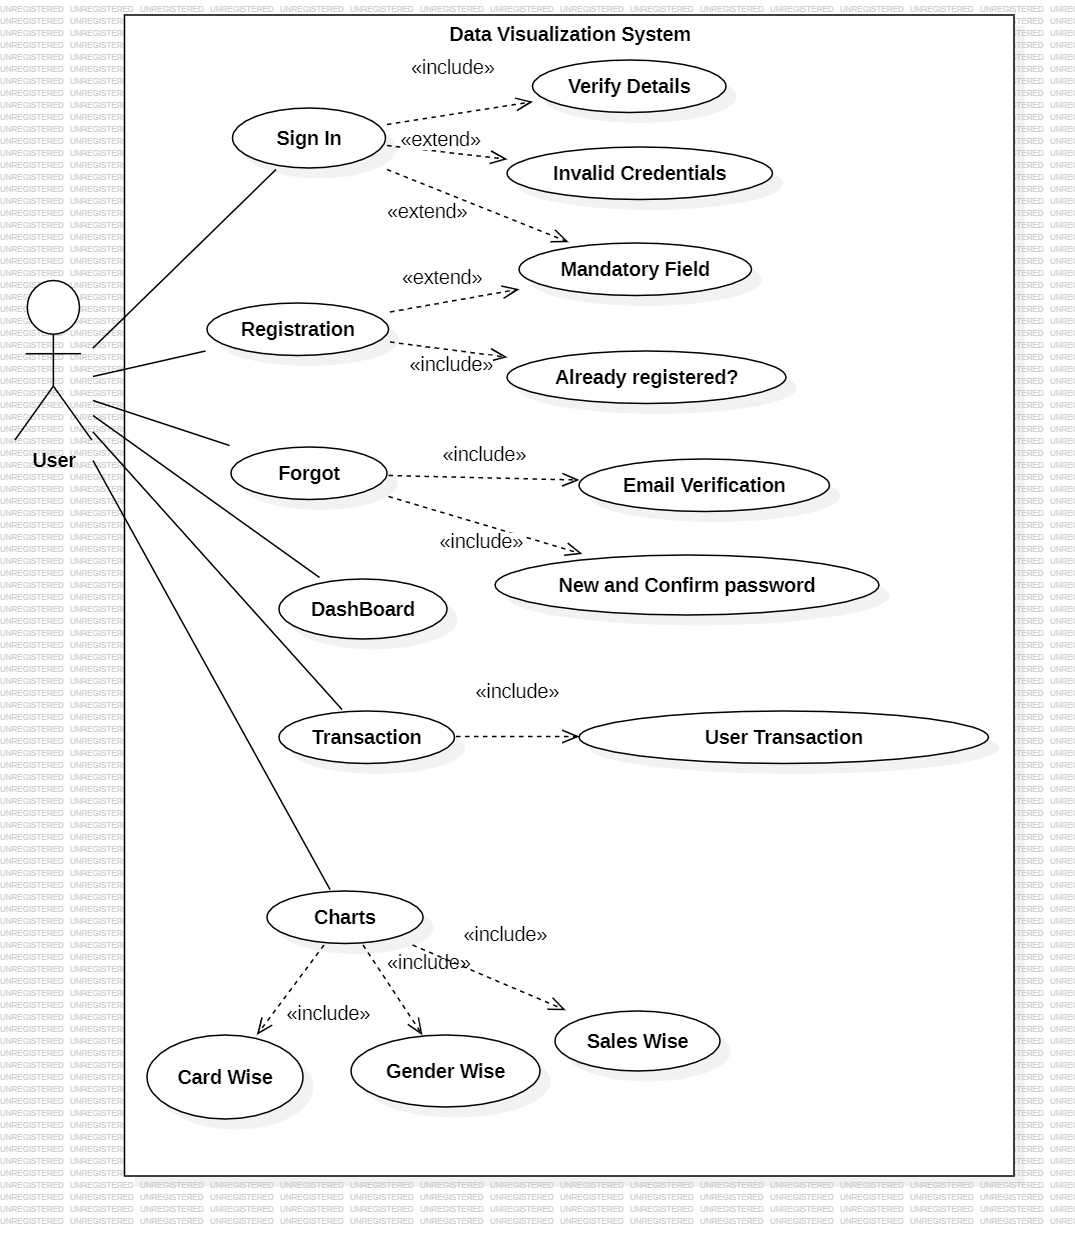 Data Visualization System
«include»
Verify Details
Sign In
«extend»
Invalid Credentials
«extend»
Mandatory Field
«extend»
Registration
«include»
Already registered?
User
«include»
Forgot
Email Verification
«include»
New and Confirm password
DashBoard
«include»
Transaction
User Transaction
Charts
«include»
«include»
«include»
Sales Wise
Card Wise
Gender Wise
UNREGISTERED